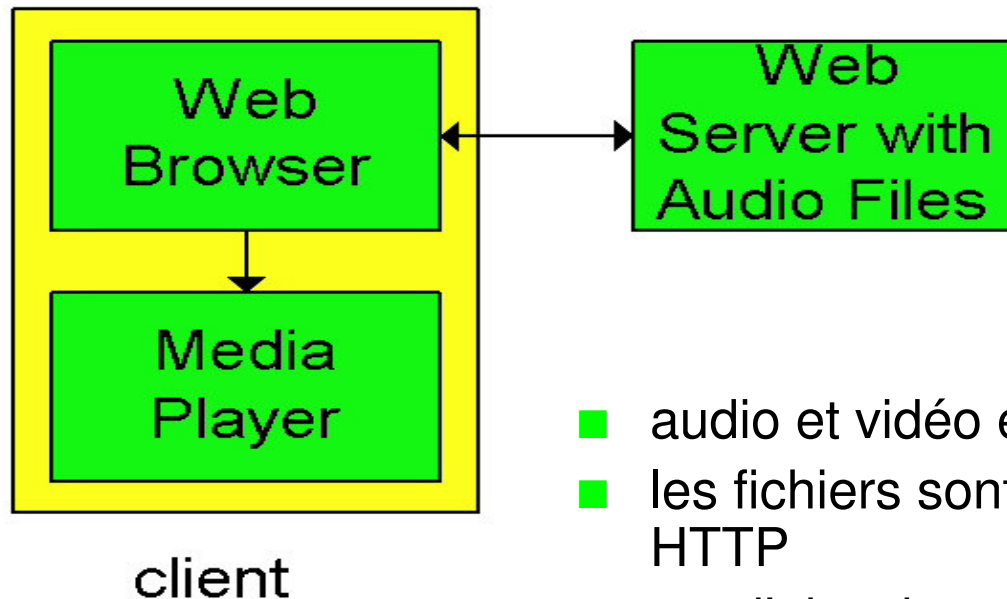 Web
Browser
Web
Server with
Audio Files
Media
Player
client
audio et vidéo
les fichiers sont
HTTP